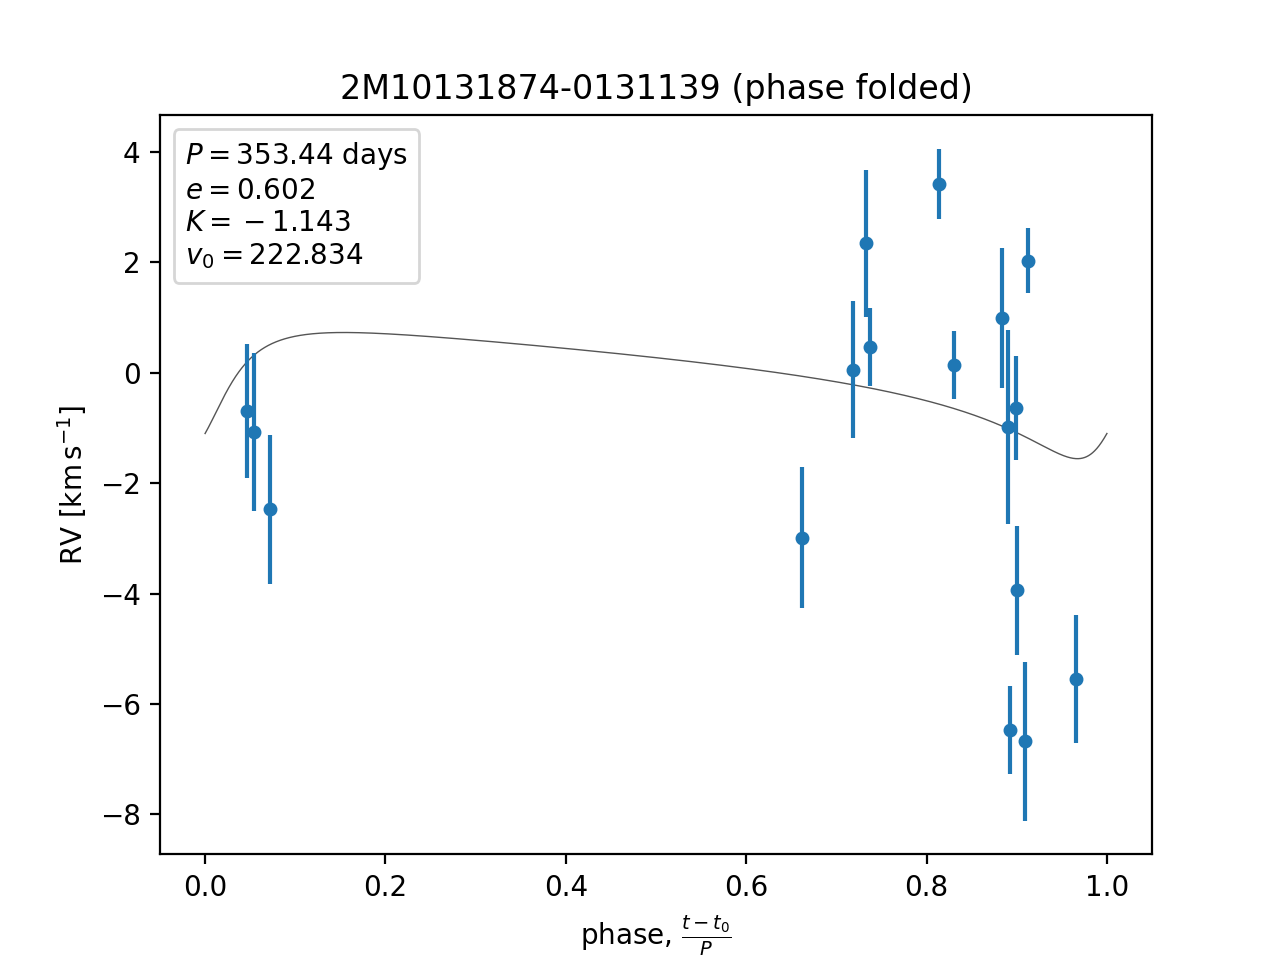 2M10131874-0131139 (phase folded)
P = 353.44 days
e = 0.602
K = −1.143
v₀ = 222.834
4
2
0
−2
−4
−6
−8
RV [km s⁻¹]
0.0 0.2 0.4 0.6 0.8 1.0
phase, (t − t₀)/P